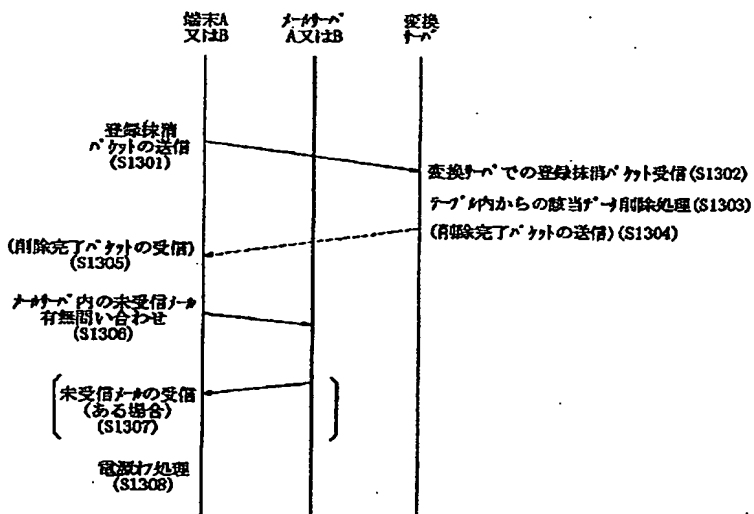 端末A
又はB
ﾒｰﾙｻｰﾊﾞ
A又はB
変換
ｻｰﾊﾞ
登録抹消
ﾊﾟｹｯﾄの送信
(S1301)
変換ｻｰﾊﾞでの登録抹消ﾊﾟｹｯﾄ受信(S1302)
ﾃｰﾌﾞﾙ内からの該当ﾃﾞｰﾀ削除処理(S1303)
(削除完了ﾊﾟｹｯﾄの送信)(S1304)
(削除完了ﾊﾟｹｯﾄの受信)
(S1305)
ﾒｰﾙｻｰﾊﾞ内の未受信ﾒｰﾙ
有無問い合わせ
(S1306)
未受信ﾒｰﾙの受信
(ある場合)
(S1307)
電源ｵﾌ処理
(S1308)